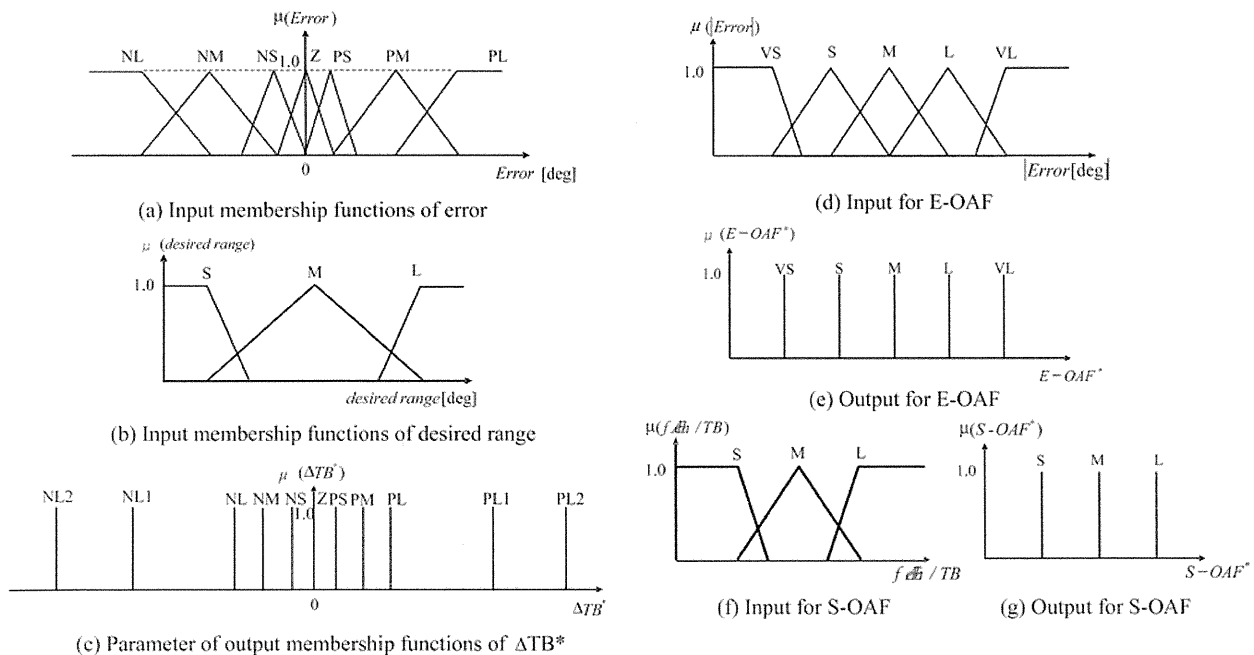 μ(Error)
NL NM NS 1.0 Z PS PM PL
0
Error [deg]
(a) Input membership functions of error
μ (desired range)
S M L
1.0
desired range[deg]
(b) Input membership functions of desired range
μ (ΔTB*)
NL2 NL1 NL NM NS Z PS PM PL PL1 PL2
1.0
0
ΔTB*
(c) Parameter of output membership functions of ΔTB*
μ (|Error|)
VS S M L VL
1.0
|Error[deg]|
(d) Input for E-OAF
μ (E-OAF*)
1.0
VS S M L VL
E-OAF*
(e) Output for E-OAF
/TB)
S M L
1.0
/TB
(f) Input for S-OAF
μ(S-OAF*)
1.0
S M L
S-OAF*
(g) Output for S-OAF